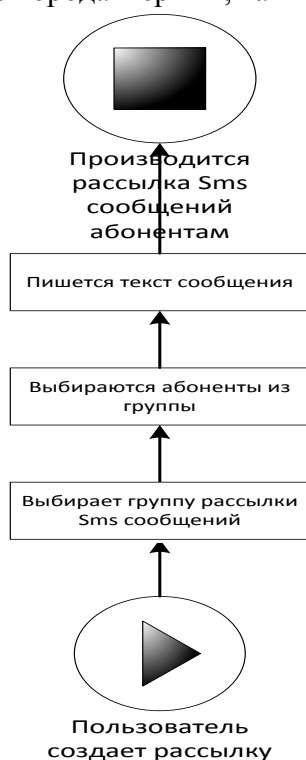 Производится
рассылка Sms
сообщений
абонентам
Пишется текст сообщения
Выбираются абоненты из
группы
Выбирает группу рассылки
Sms сообщений
Пользователь
создает рассылку